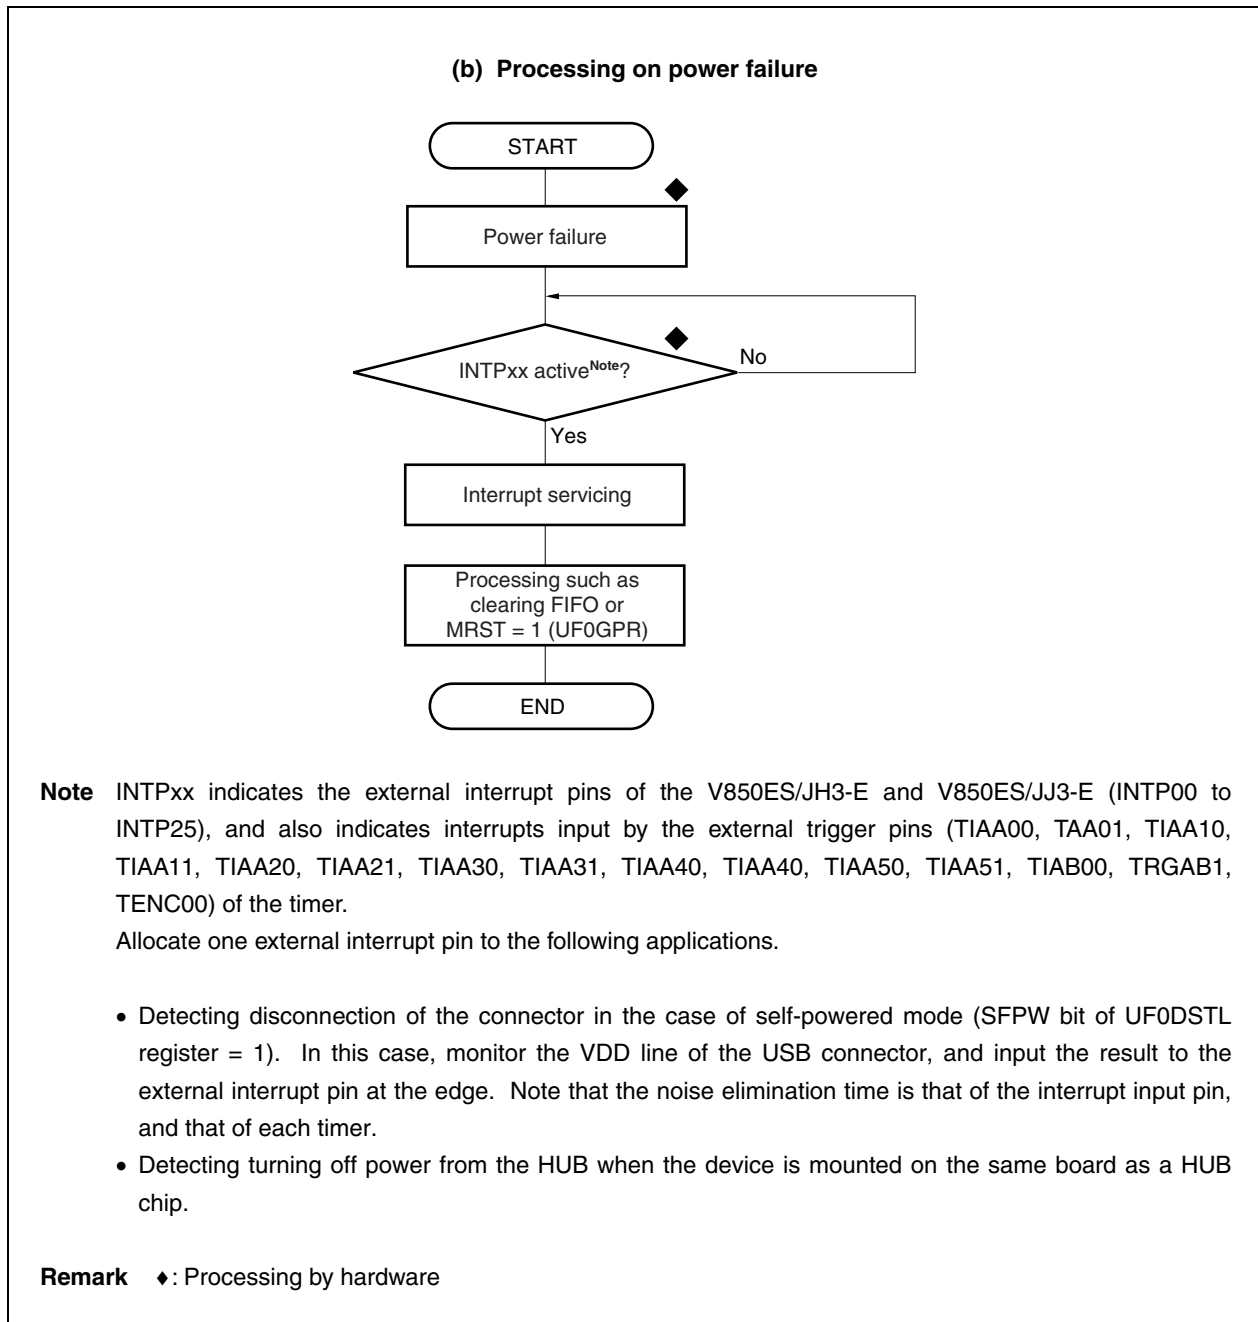 (b) Processing on power failure
START
Power failure
INTPxx active^Note?
No
Yes
Interrupt servicing
Processing such as
clearing FIFO or
MRST = 1 (UF0GPR)
END
Note INTPxx indicates the external interrupt pins of the V850ES/JH3-E and V850ES/JJ3-E (INTP00 to
INTP25), and also indicates interrupts input by the external trigger pins (TIAA00, TAA01, TIAA10,
TIAA11, TIAA20, TIAA21, TIAA30, TIAA31, TIAA40, TIAA40, TIAA50, TIAA51, TIAB00, TRGAB1,
TENC00) of the timer.
Allocate one external interrupt pin to the following applications.
• Detecting disconnection of the connector in the case of self-powered mode (SFPW bit of UF0DSTL
register = 1). In this case, monitor the VDD line of the USB connector, and input the result to the
external interrupt pin at the edge. Note that the noise elimination time is that of the interrupt input pin,
and that of each timer.
• Detecting turning off power from the HUB when the device is mounted on the same board as a HUB
chip.
Remark ♦: Processing by hardware